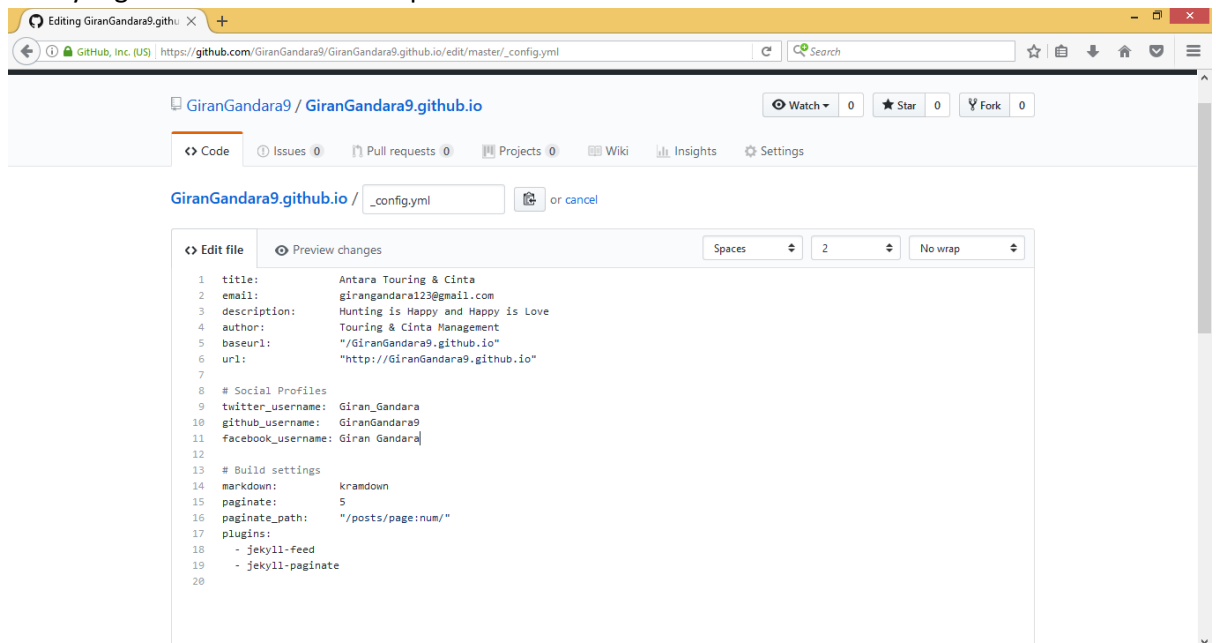 Editing GiranGandara9.githu
GitHub, Inc. (US) https://github.com/GiranGandara9/GiranGandara9.github.io/edit/master/_config.yml Search
GiranGandara9 / GiranGandara9.github.io Watch 0 Star 0 Fork 0
Code Issues 0 Pull requests 0 Projects 0 Wiki Insights Settings
GiranGandara9.github.io / _config.yml or cancel
Edit file Preview changes Spaces 2 No wrap
1 title: Antara Touring & Cinta
2 email: girangandara123@gmail.com
3 description: Hunting is Happy and Happy is Love
4 author: Touring & Cinta Management
5 baseurl: "/GiranGandara9.github.io"
6 url: "http://GiranGandara9.github.io"
7
8 # Social Profiles
9 twitter_username: Giran_Gandara
10 github_username: GiranGandara9
11 facebook_username: Giran Gandara
12
13 # Build settings
14 markdown: kramdown
15 paginate: 5
16 paginate_path: "/posts/page:num/"
17 plugins:
18 - jekyll-feed
19 - jekyll-paginate
20